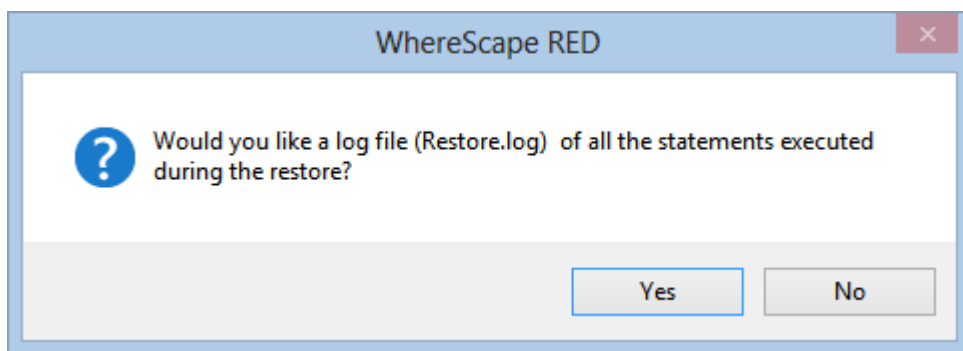 WhereScape RED
Would you like a log file (Restore.log)  of all the statements executed
during the restore?
Yes
No